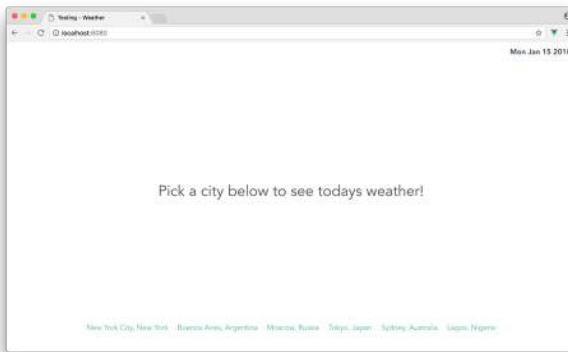 Testing - Weather
localhost:8080
Mon Jan 15 2018
Pick a city below to see todays weather!
New York City, New York Buenos Aires, Argentina Moscow, Russia Tokyo, Japan Sydney, Australia Lagos, Nigeria